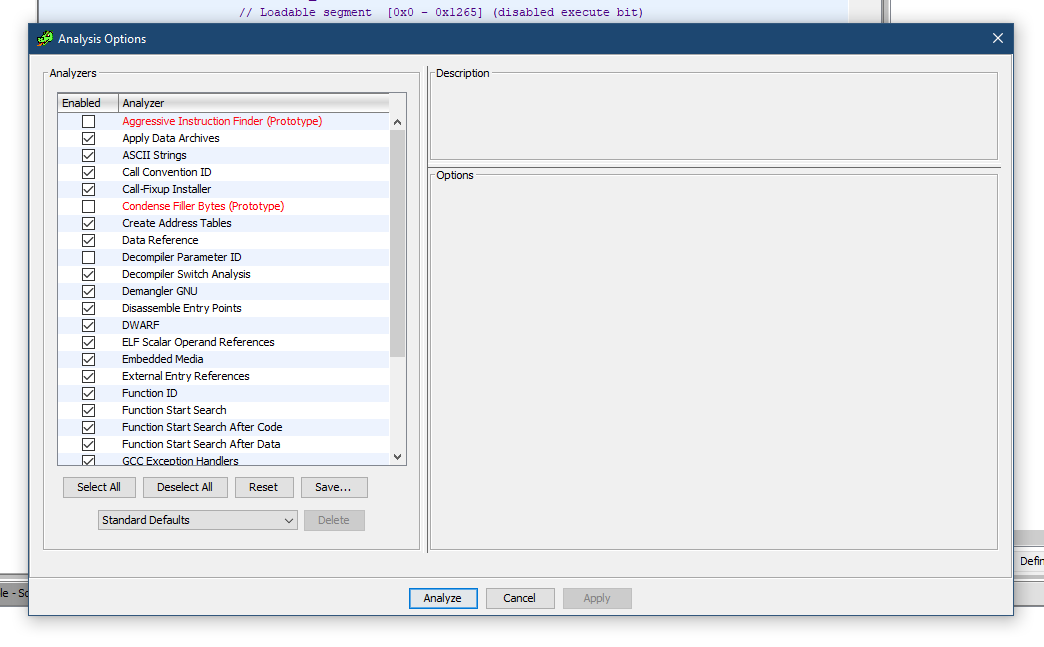 // Loadable segment [0x0 - 0x1265] (disabled execute bit)
Analysis Options
Analyzers
Enabled Analyzer
Aggressive Instruction Finder (Prototype)
Apply Data Archives
ASCII Strings
Call Convention ID
Call-Fixup Installer
Condense Filler Bytes (Prototype)
Create Address Tables
Data Reference
Decompiler Parameter ID
Decompiler Switch Analysis
Demangler GNU
Disassemble Entry Points
DWARF
ELF Scalar Operand References
Embedded Media
External Entry References
Function ID
Function Start Search
Function Start Search After Code
Function Start Search After Data
GCC Exception Handlers
Select All Deselect All Reset Save...
Standard Defaults Delete
Description
Options
Analyze Cancel Apply